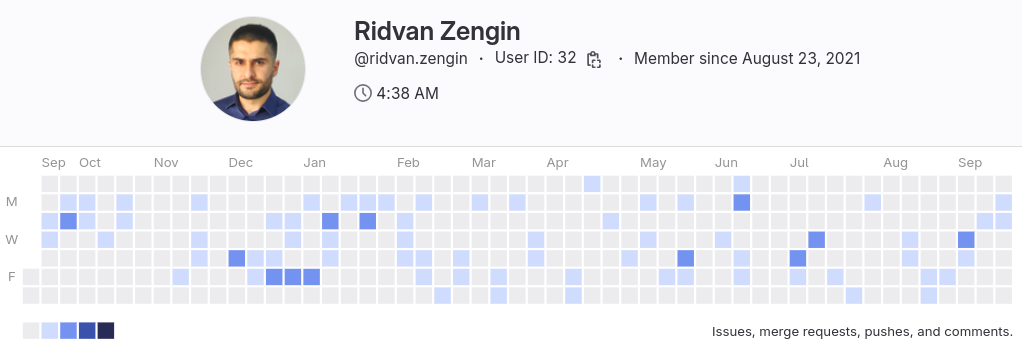 Ridvan Zengin
@ridvan.zengin · User ID: 32 · Member since August 23, 2021
4:38 AM
Sep Oct Nov Dec Jan Feb Mar Apr May Jun Jul Aug Sep
M
W
F
Issues, merge requests, pushes, and comments.